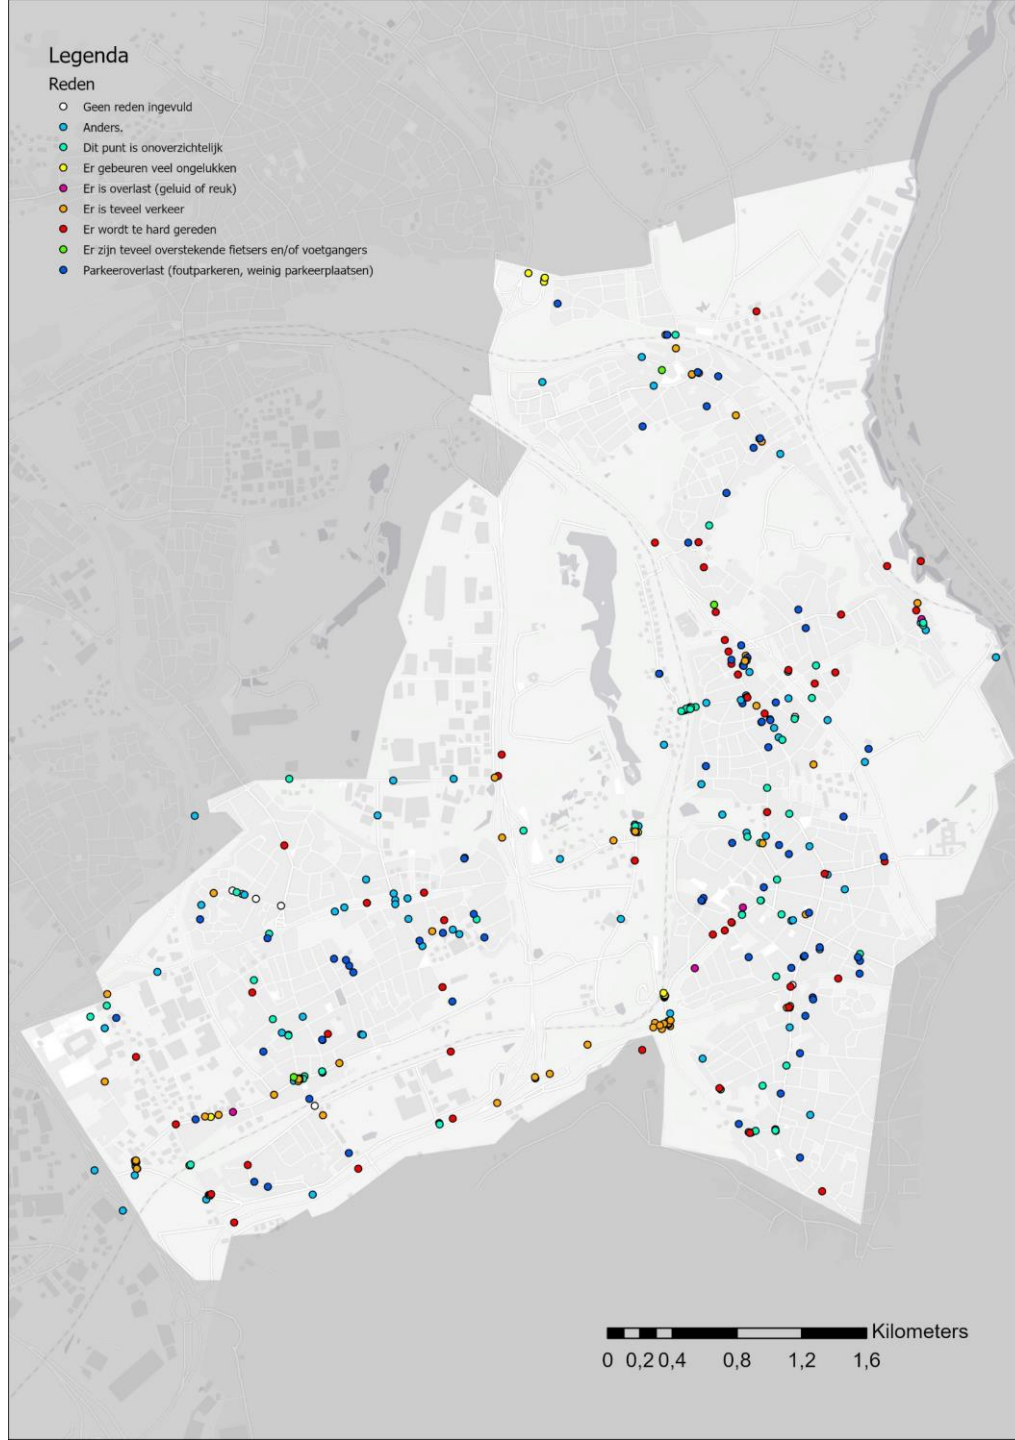 Legenda
Reden
Geen reden ingevuld
Anders,
Dit punt is onoverzichtelijk
Er gebeuren veel ongelukken
Er is overlast (geluid of reuk)
Er is teveel verkeer
Er wordt te hard gereden
Er zijn teveel overstekende fietsers en/of voetgangers
Parkeeroverlast (foutparkeren, weinig parkeerplaatsen)
Kilometers
0 0,2 0,4 0,8 1,2 1,6